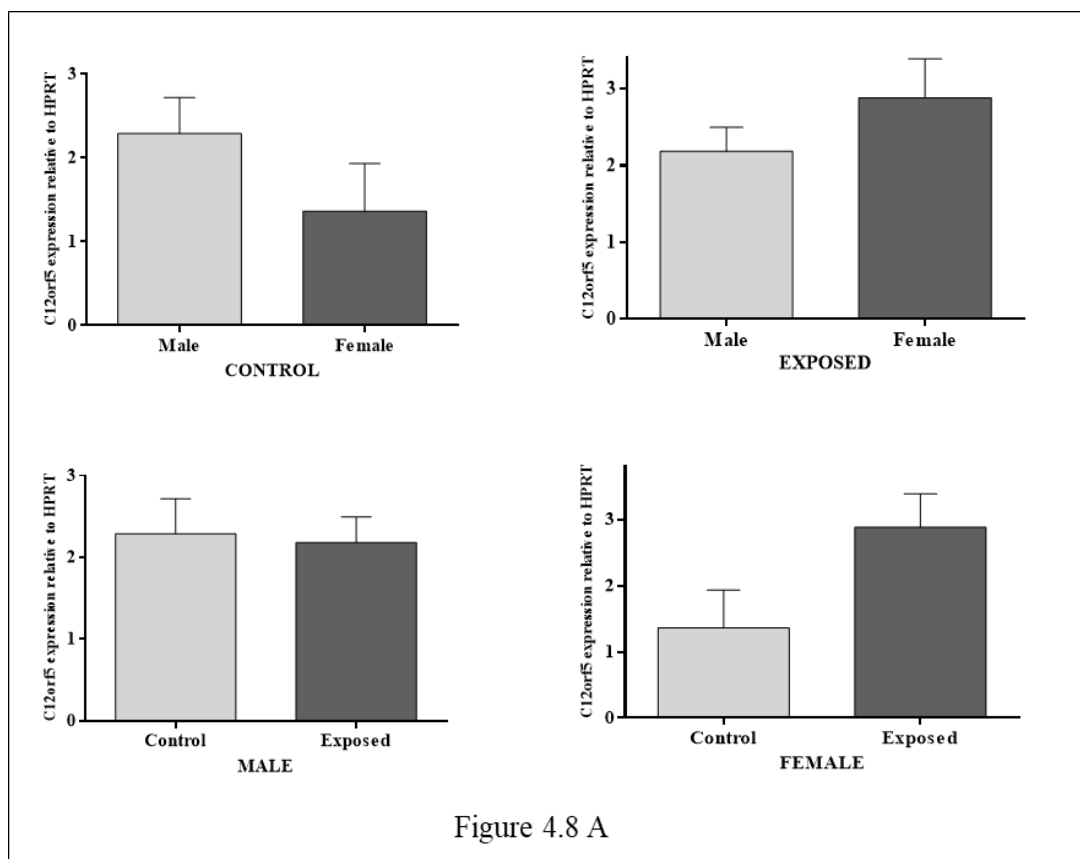 C12orf5 expression relative to HPRT
3
2
1
0
Male Female
CONTROL
C12orf5 expression relative to HPRT
3
2
1
0
Male Female
EXPOSED
C12orf5 expression relative to HPRT
3
2
1
0
Control Exposed
MALE
C12orf5 expression relative to HPRT
3
2
1
0
Control Exposed
FEMALE
Figure 4.8 A